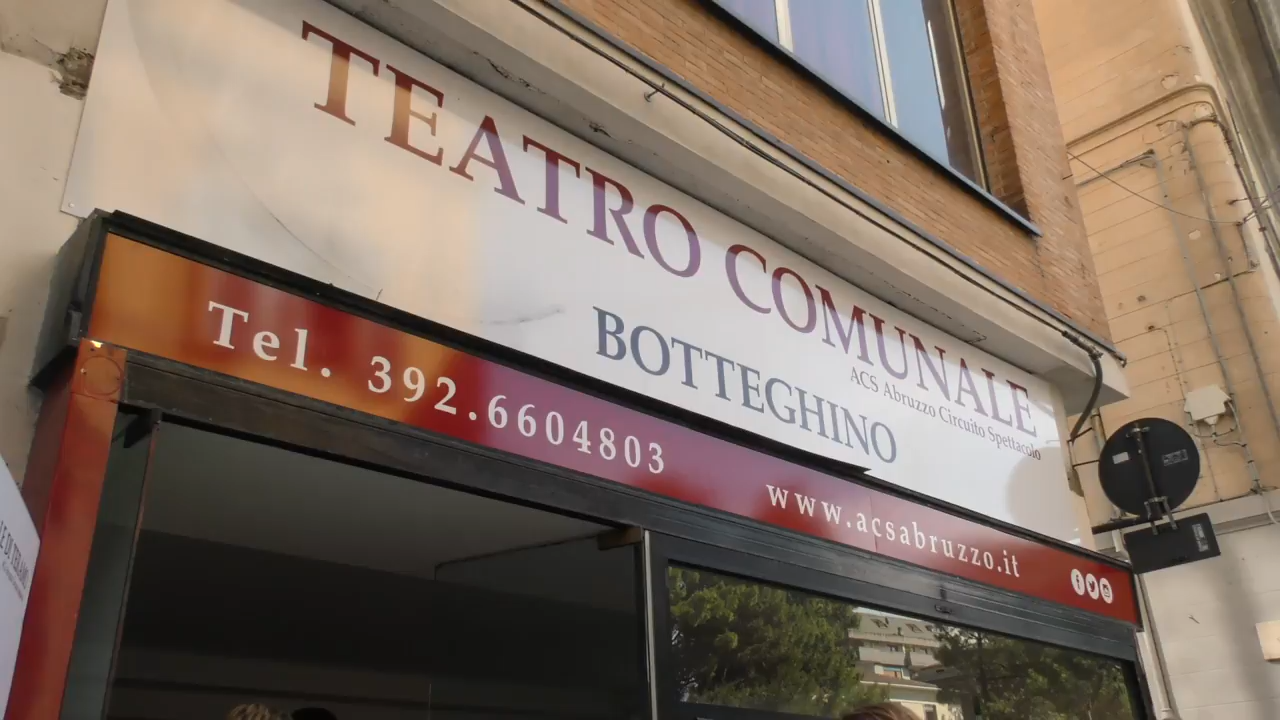 TEATRO COMUNALE
ACS Abruzzo Circuito Spettacolo
BOTTEGHINO
Tel. 392.6604803
www.acsabruzzo.it